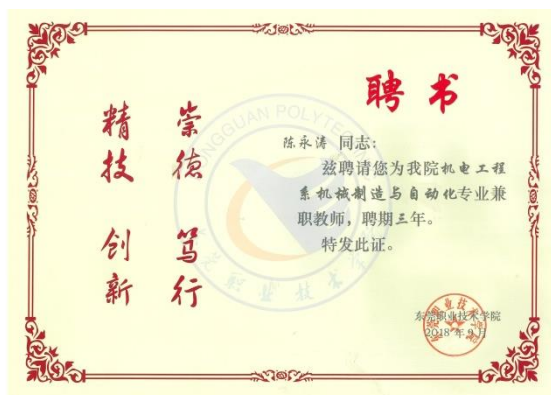 聘书
崇德 笃行
精技 创新
陈永涛 同志:
兹聘请您为我院机电工程
系机械制造与自动化专业兼
职教师,聘期三年。
特发此证。
东莞职业技术学院
2018年9月